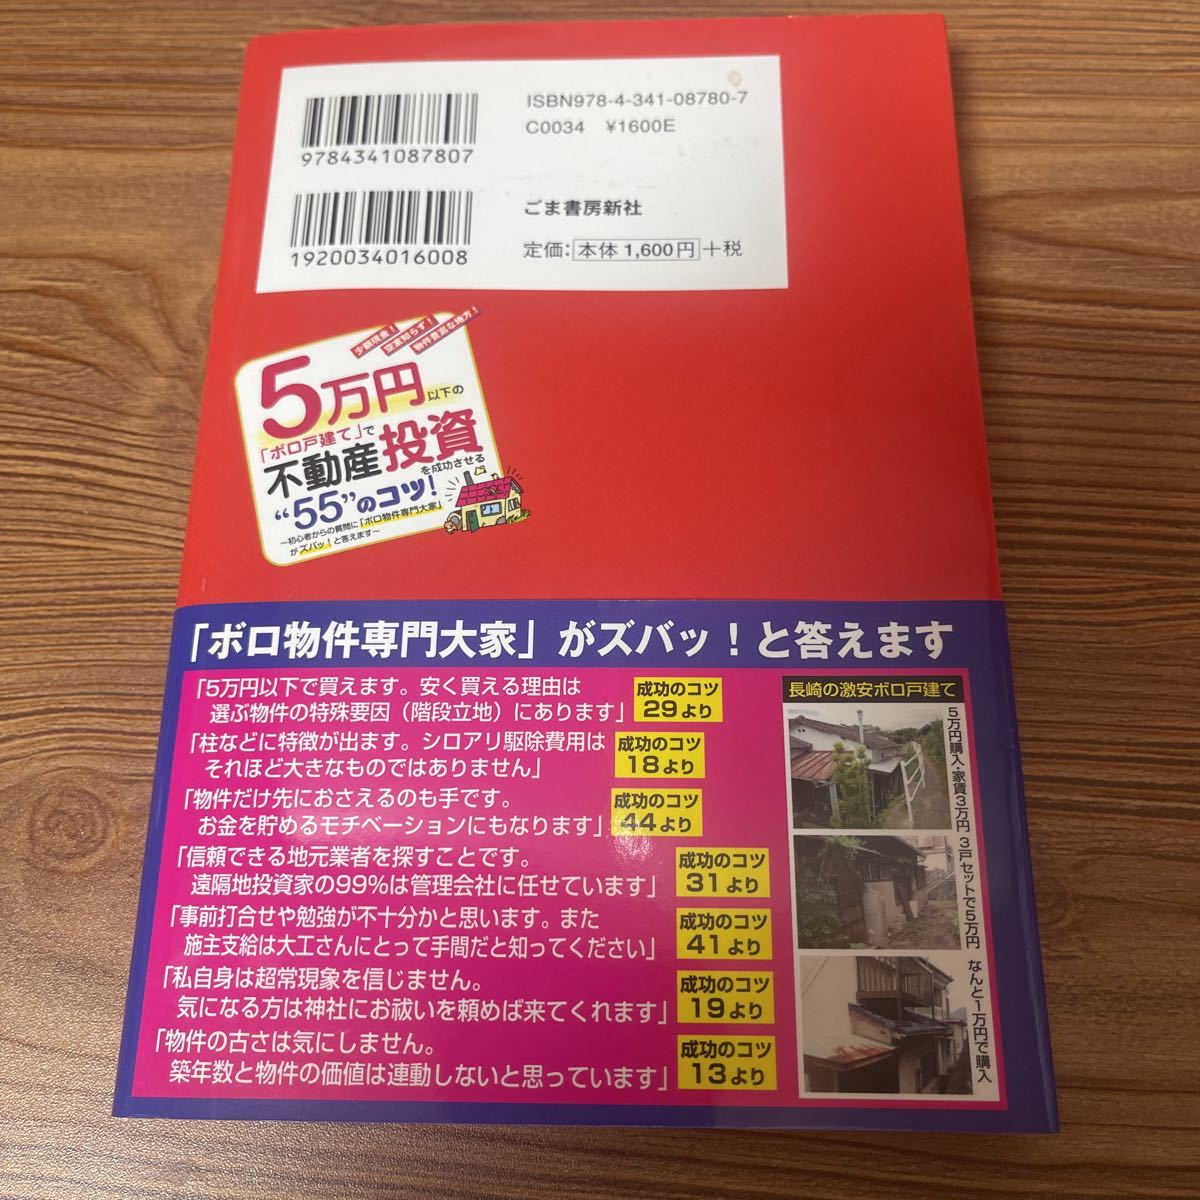 ISBN978-4-341-08780-7
C0034 ¥1600E
9784341087807
1920034016008
ごま書房新社
定価：本体1,600円＋税
少額現金！
空室知らず！
物件豊富な地方！
5万円以下の
「ボロ戸建て」で
不動産投資
を成功させる
“55”のコツ！
～初心者からの質問に「ボロ物件専門大家」
がズバッ！と答えます～
「ボロ物件専門大家」がズバッ！と答えます
「5万円以下で買えます。安く買える理由は
選ぶ物件の特殊要因（階段立地）にあります」
成功のコツ
29より
「柱などに特徴が出ます。シロアリ駆除費用は
それほど大きなものではありません」
成功のコツ
18より
「物件だけ先におさえるのも手です。
お金を貯めるモチベーションにもなります」
成功のコツ
44より
「信頼できる地元業者を探すことです。
遠隔地投資家の99%は管理会社に任せています」
成功のコツ
31より
「事前打合せや勉強が不十分かと思います。また
施主支給は大工さんにとって手間だと知ってください」
成功のコツ
41より
「私自身は超常現象を信じません。
気になる方は神社にお祓いを頼めば来てくれます」
成功のコツ
19より
「物件の古さは気にしません。
築年数と物件の価値は連動しないと思っています」
成功のコツ
13より
長崎の激安ボロ戸建て
5万円購入・家賃3万円
3戸セットで5万円
なんと1万円で購入